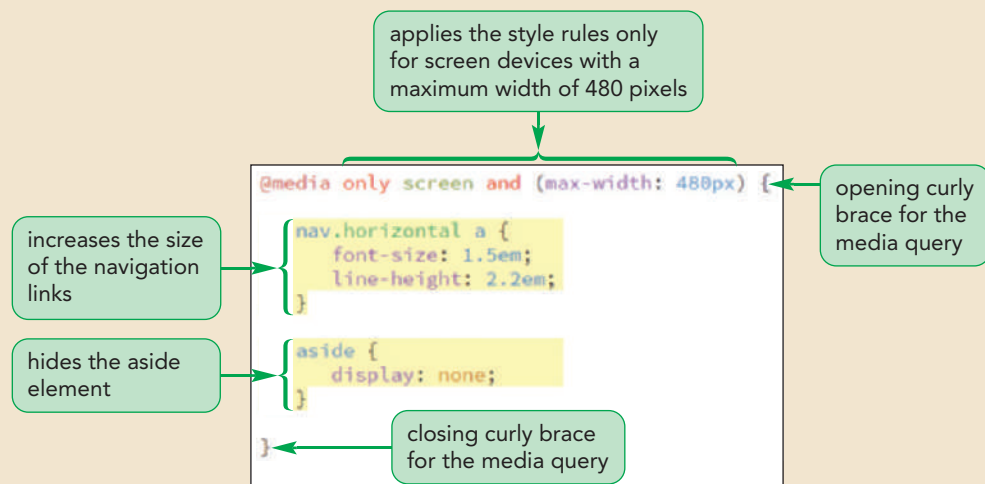 applies the style rules only
for screen devices with a
maximum width of 480 pixels
@media only screen and (max-width: 480px) {
opening curly
brace for the
media query
increases the size
of the navigation
links
nav.horizontal a {
font-size: 1.5em;
line-height: 2.2em;
}
hides the aside
element
aside {
display: none;
}
}
closing curly brace
for the media query